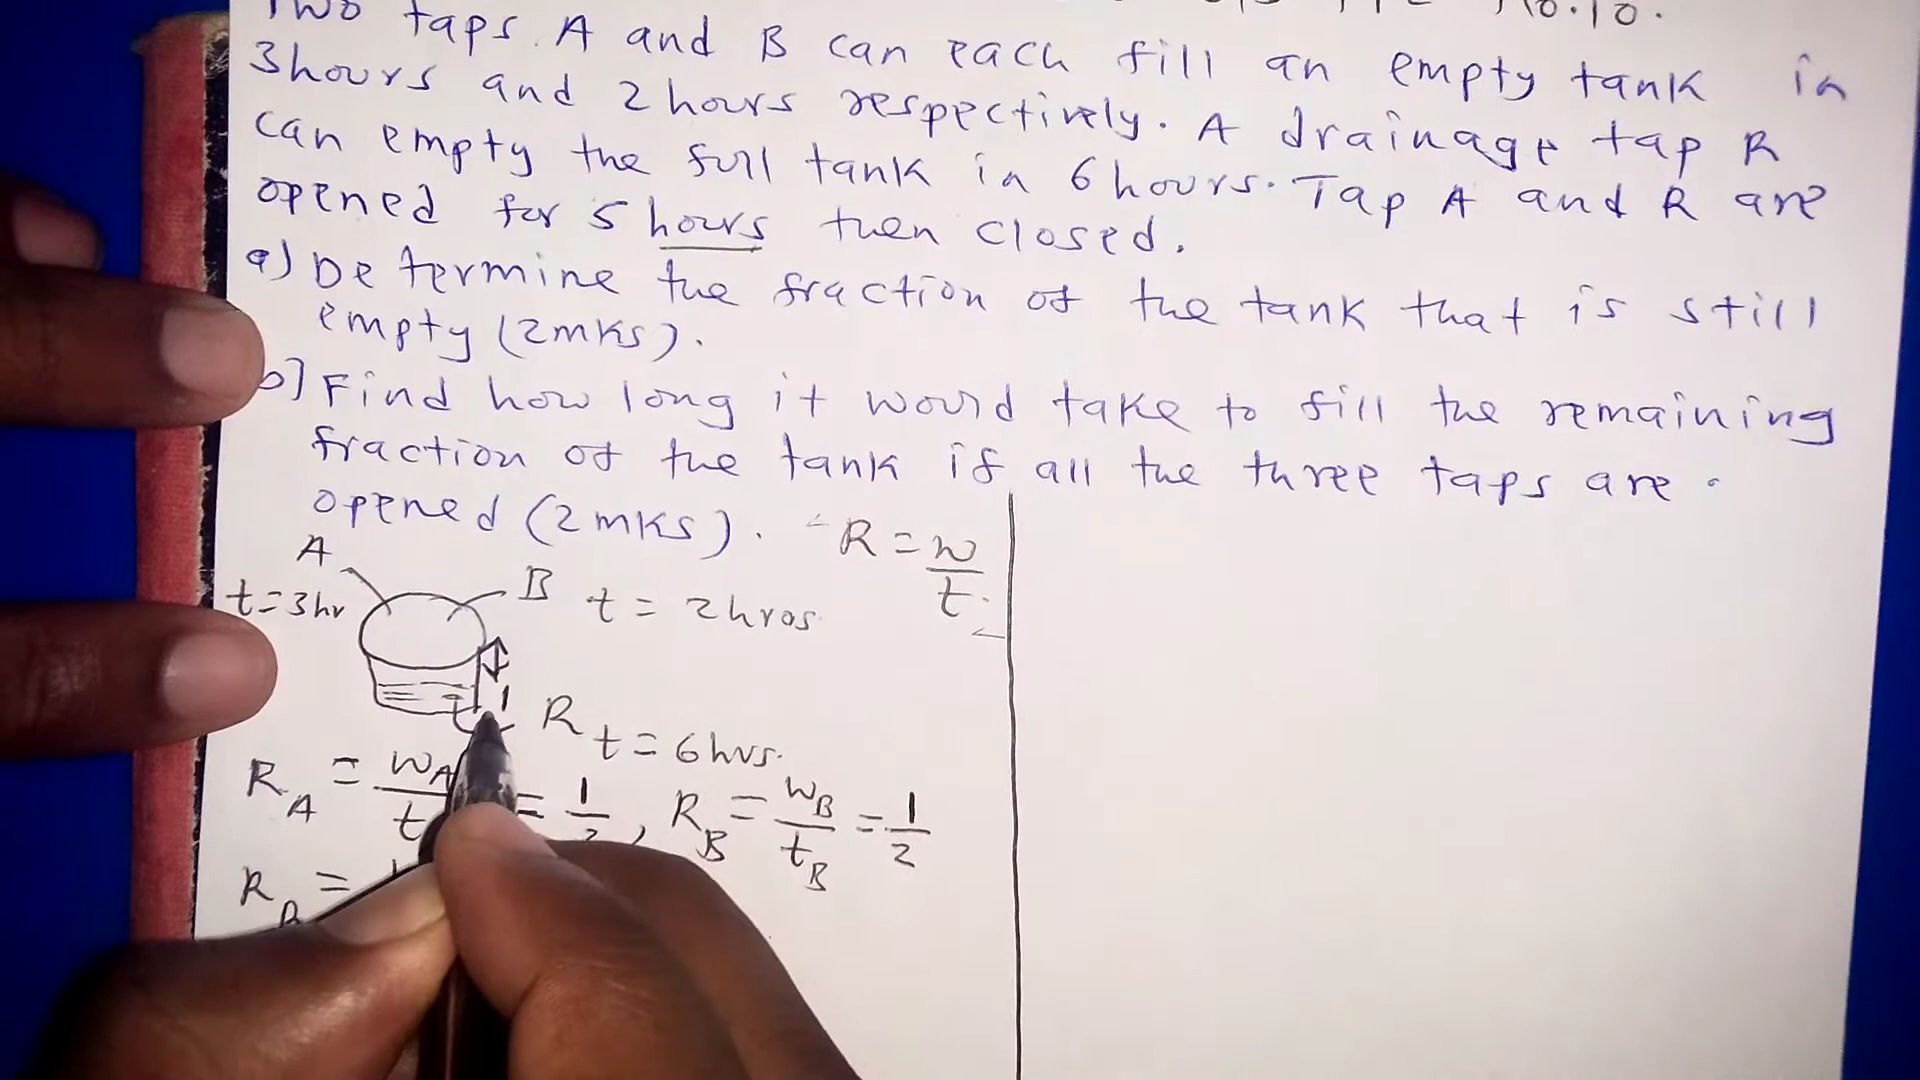 Two taps A and B can each fill an empty tank in
3hours and 2hours respectively. A drainage tap R
can empty the full tank in 6hours. Tap A and R are
opened for 5 hours then closed.
a) Determine the fraction of the tank that is still
empty (2mks).
b] Find how long it would take to fill the remaining
fraction of the tank if all the three taps are
opened (2mks). R = w/t
A
t=3hr B t = 2hros
R t = 6hrs.
R_A = W_A/t = 1/ , R_B = W_B/t_B = 1/2
R =